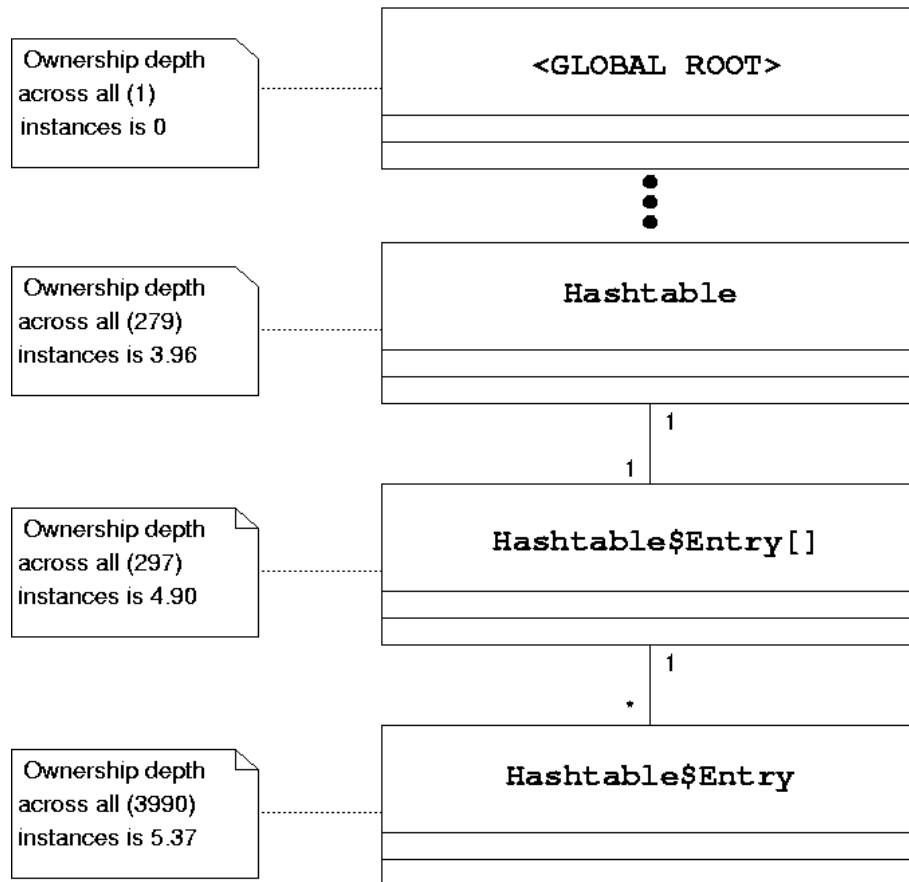 Ownership depth
across all (1)
instances is 0
<GLOBAL ROOT>
Ownership depth
across all (279)
instances is 3.96
Hashtable
1
1
Ownership depth
across all (297)
instances is 4.90
Hashtable$Entry[]
1
*
Ownership depth
across all (3990)
instances is 5.37
Hashtable$Entry